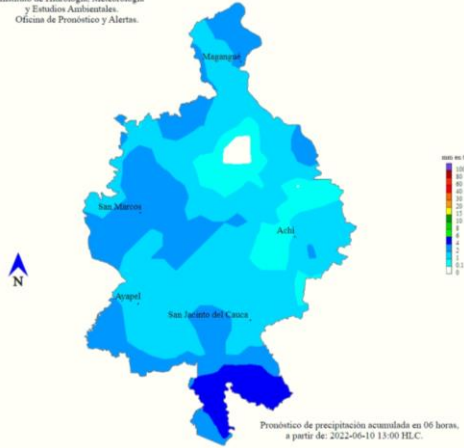 y Estudios Ambientales.
Oficina de Pronóstico y Alertas.
Magangué
San Marcos
Achí
Ayapel
San Jacinto del Cauca
N
100
80
60
40
30
20
15
10
8
6
4
2
1
0.1
0
Pronóstico de precipitación acumulada en 06 horas,
a partir de: 2022-06-10 13:00 HLC.